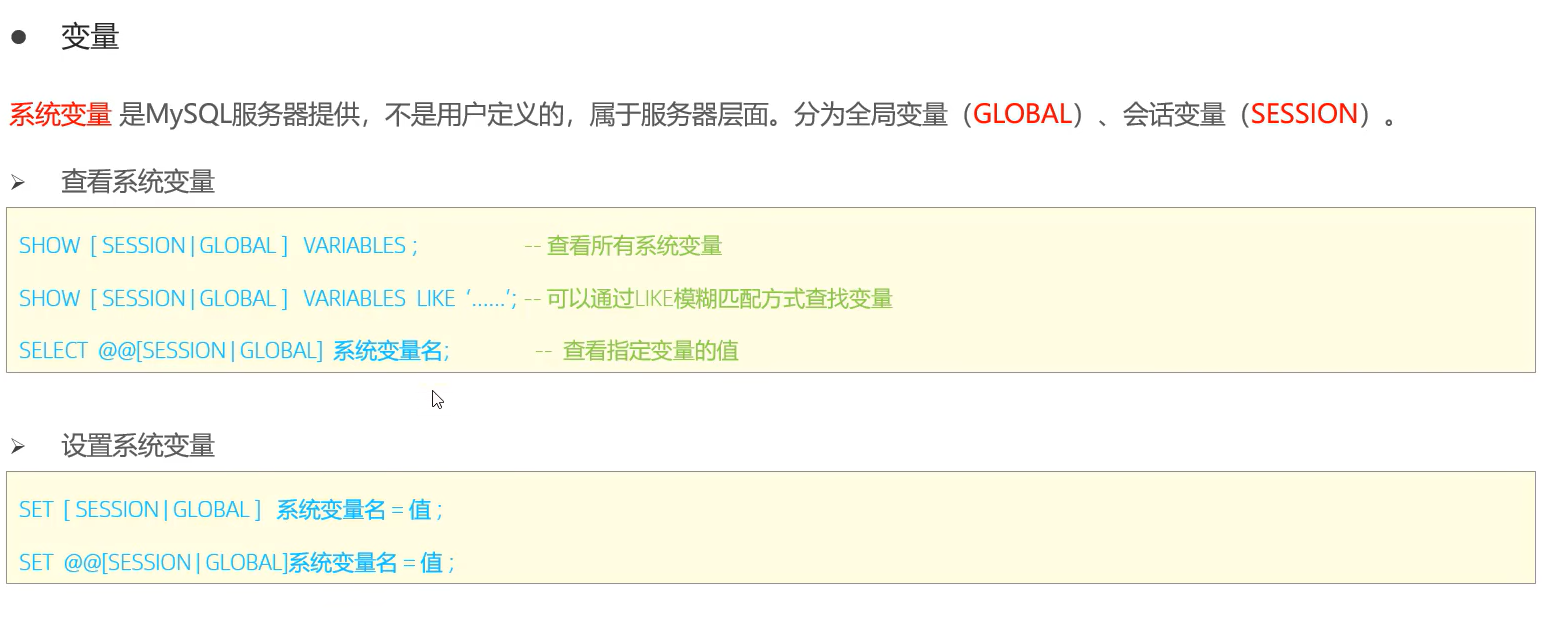 ● 变量
系统变量 是MySQL服务器提供，不是用户定义的，属于服务器层面。分为全局变量（GLOBAL）、会话变量（SESSION）。
➢ 查看系统变量
SHOW [ SESSION | GLOBAL ] VARIABLES ; -- 查看所有系统变量
SHOW [ SESSION | GLOBAL ] VARIABLES LIKE ‘......’; -- 可以通过LIKE模糊匹配方式查找变量
SELECT @@[SESSION | GLOBAL] 系统变量名; -- 查看指定变量的值
➢ 设置系统变量
SET [ SESSION | GLOBAL ] 系统变量名 = 值 ;
SET @@[SESSION | GLOBAL]系统变量名 = 值 ;